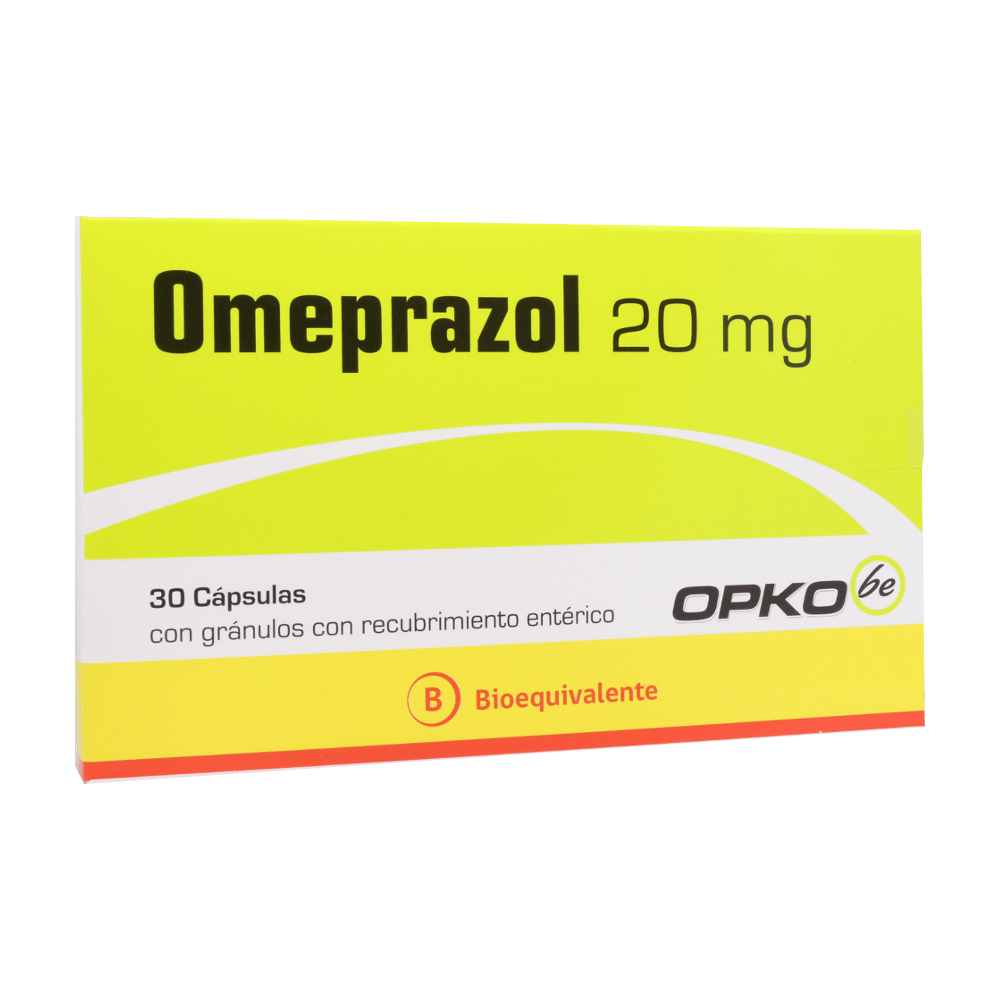 Omeprazol 20 mg
30 Cápsulas
con gránulos con recubrimiento entérico
OPKO be
B Bioequivalente